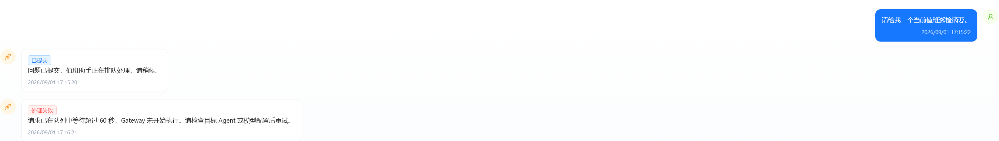 请给我一个当前值班巡检摘要。
2026/09/01 17:15:22
已提交
问题已提交，值班助手正在排队处理，请稍候。
2026/09/01 17:15:20
处理失败
请求已在队列中等待超过 60 秒，Gateway 未开始执行。请检查目标 Agent 或模型配置后重试。
2026/09/01 17:16:21